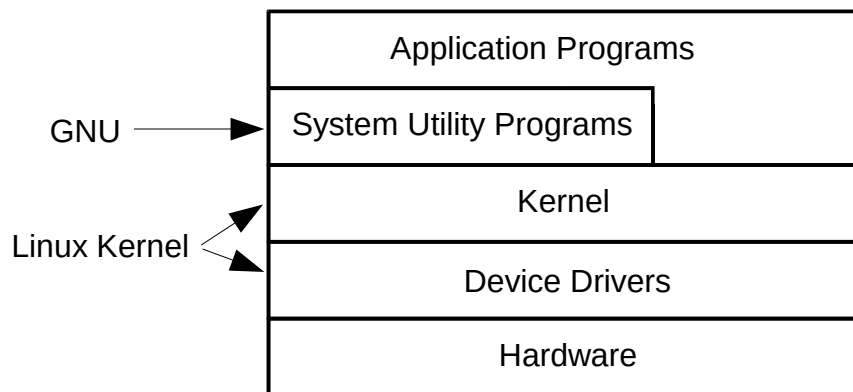 Application Programs
GNU
System Utility Programs
Kernel
Linux Kernel
Device Drivers
Hardware